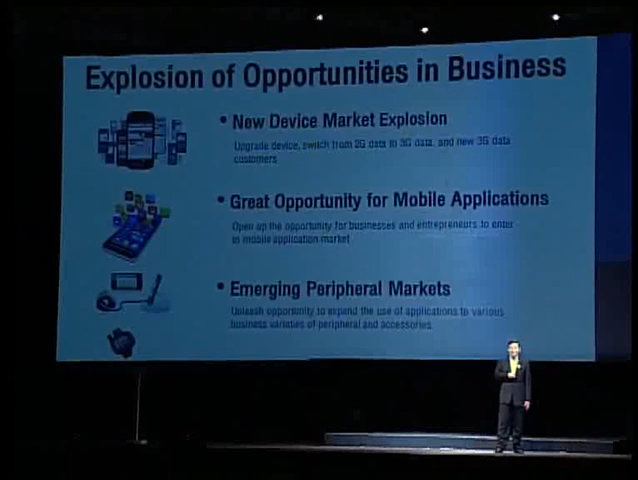 Explosion of Opportunities in Business
• New Device Market Explosion
Upgrade device, switch from 2G data to 3G data, and new 3G data
customers
• Great Opportunity for Mobile Applications
Open up the opportunity for businesses and entrepreneurs to enter
in mobile application market
• Emerging Peripheral Markets
Unleash opportunity to expand the use of applications to various
business varieties of peripheral and accessories